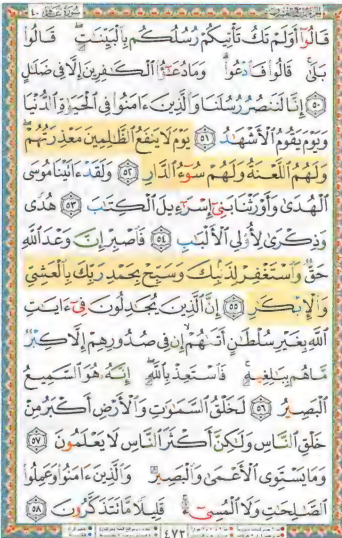 قَالُوٓا۟ أَوَلَمْ تَكُ تَأْتِيكُمْ رُسُلُكُم بِٱلْبَيِّنَٰتِ ۖ قَالُوا۟
بَلَىٰ ۚ قَالُوا۟ فَٱدْعُوا۟ ۗ وَمَا دُعَٰٓؤُا۟ ٱلْكَٰفِرِينَ إِلَّا فِى ضَلَٰلٍ
٥٠ إِنَّا لَنَنصُرُ رُسُلَنَا وَٱلَّذِينَ ءَامَنُوا۟ فِى ٱلْحَيَوٰةِ ٱلدُّنْيَا
وَيَوْمَ يَقُومُ ٱلْأَشْهَٰدُ ٥١ يَوْمَ لَا يَنفَعُ ٱلظَّٰلِمِينَ مَعْذِرَتُهُمْ ۖ
وَلَهُمُ ٱللَّعْنَةُ وَلَهُمْ سُوٓءُ ٱلدَّارِ ٥٢ وَلَقَدْ ءَاتَيْنَا مُوسَى
ٱلْهُدَىٰ وَأَوْرَثْنَا بَنِىٓ إِسْرَٰٓءِيلَ ٱلْكِتَٰبَ ٥٣ هُدًى
وَذِكْرَىٰ لِأُو۟لِى ٱلْأَلْبَٰبِ ٥٤ فَٱصْبِرْ إِنَّ وَعْدَ ٱللَّهِ
حَقٌّ وَٱسْتَغْفِرْ لِذَنۢبِكَ وَسَبِّحْ بِحَمْدِ رَبِّكَ بِٱلْعَشِىِّ
وَٱلْإِبْكَٰرِ ٥٥ إِنَّ ٱلَّذِينَ يُجَٰدِلُونَ فِىٓ ءَايَٰتِ
ٱللَّهِ بِغَيْرِ سُلْطَٰنٍ أَتَىٰهُمْ ۙ إِن فِى صُدُورِهِمْ إِلَّا كِبْرٌ
مَّا هُم بِبَٰلِغِيهِ ۚ فَٱسْتَعِذْ بِٱللَّهِ ۖ إِنَّهُۥ هُوَ ٱلسَّمِيعُ
ٱلْبَصِيرُ ٥٦ لَخَلْقُ ٱلسَّمَٰوَٰتِ وَٱلْأَرْضِ أَكْبَرُ مِنْ
خَلْقِ ٱلنَّاسِ وَلَٰكِنَّ أَكْثَرَ ٱلنَّاسِ لَا يَعْلَمُونَ ٥٧
وَمَا يَسْتَوِى ٱلْأَعْمَىٰ وَٱلْبَصِيرُ وَٱلَّذِينَ ءَامَنُوا۟ وَعَمِلُوا۟
ٱلصَّٰلِحَٰتِ وَلَا ٱلْمُسِىٓءُ ۚ قَلِيلًا مَّا تَتَذَكَّرُونَ ٥٨
٤٧٣